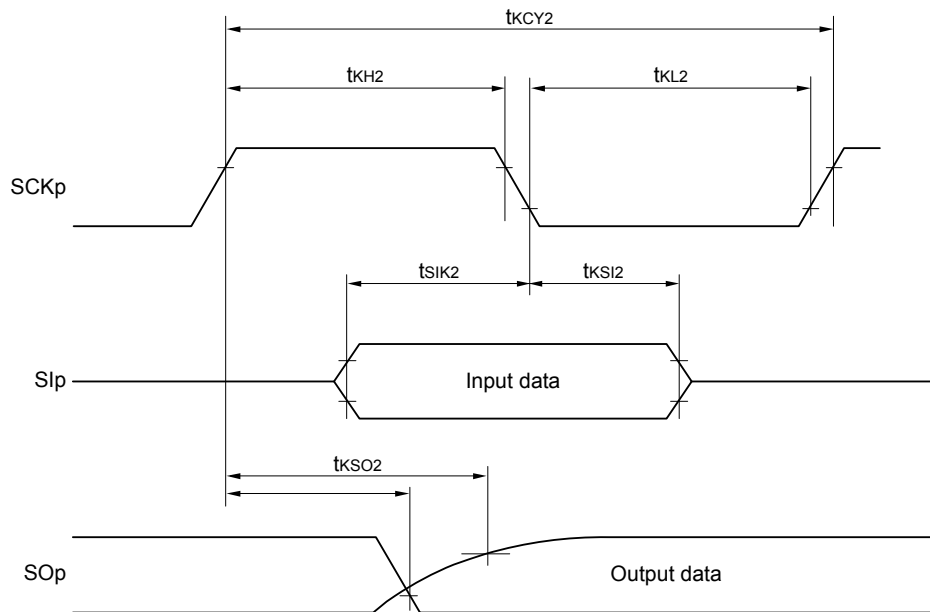 tKCY2
tKH2
tKL2
SCKp
tSIK2
tKSI2
SIp
Input data
tKSO2
SOp
Output data